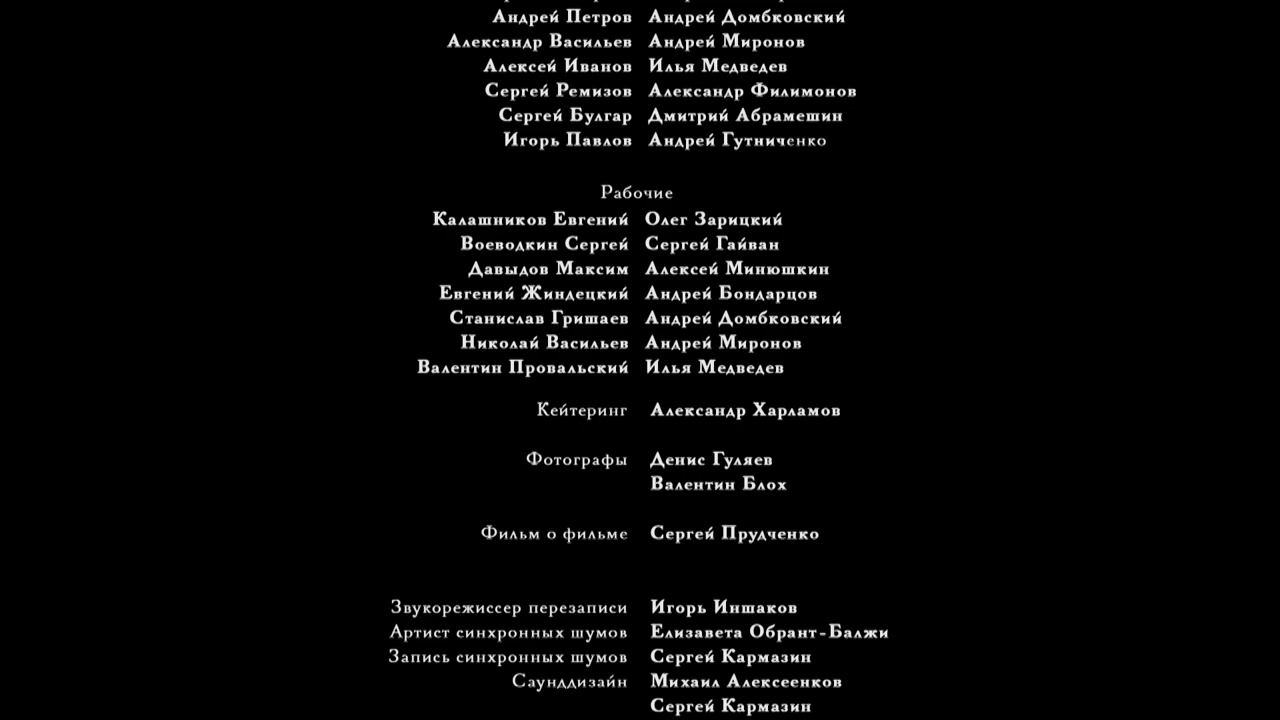 Андрей Петров Андрей Домбковский
Александр Васильев Андрей Миронов
Алексей Иванов Илья Медведев
Сергей Ремизов Александр Филимонов
Сергей Булгар Дмитрий Абрамешин
Игорь Павлов Андрей Гутниченко
Рабочие
Калашников Евгений Олег Зарицкий
Воеводкин Сергей Сергей Гайван
Давыдов Максим Алексей Минюшкин
Евгений Жиндецкий Андрей Бондарцов
Станислав Гришаев Андрей Домбковский
Николай Васильев Андрей Миронов
Валентин Провальский Илья Медведев
Кейтеринг Александр Харламов
Фотографы Денис Гуляев
Валентин Блох
Фильм о фильме Сергей Прудченко
Звукорежиссер перезаписи Игорь Иншаков
Артист синхронных шумов Елизавета Обрант-Балжи
Запись синхронных шумов Сергей Кармазин
Саунддизайн Михаил Алексеенков
Сергей Кармазин